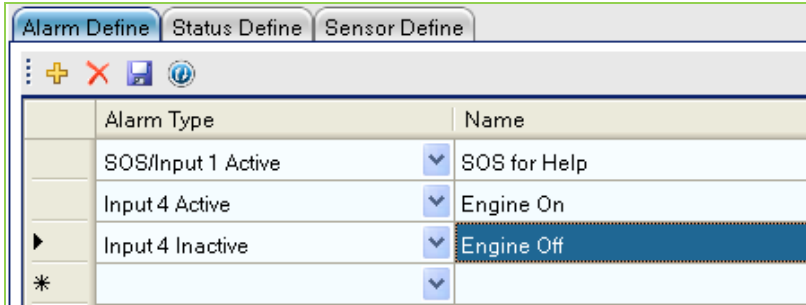 Alarm Define Status Define Sensor Define
Alarm Type Name
SOS/Input 1 Active SOS for Help
Input 4 Active Engine On
Input 4 Inactive Engine Off